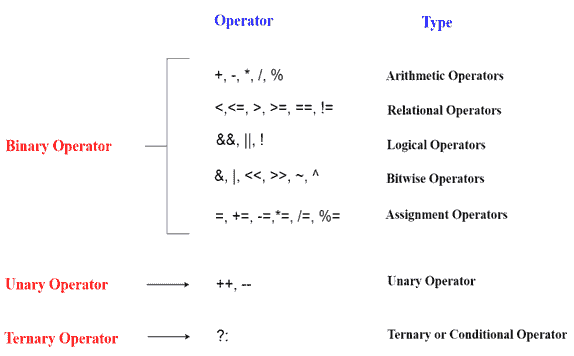 Operator Type
+, -, *, /, % Arithmetic Operators
<,<=, >, >=, ==, != Relational Operators
Binary Operator &&, ||, ! Logical Operators
&, |, <<, >>, ~, ^ Bitwise Operators
=, +=, -=,*=, /=, %= Assignment Operators
Unary Operator ++, -- Unary Operator
Ternary Operator ?: Ternary or Conditional Operator